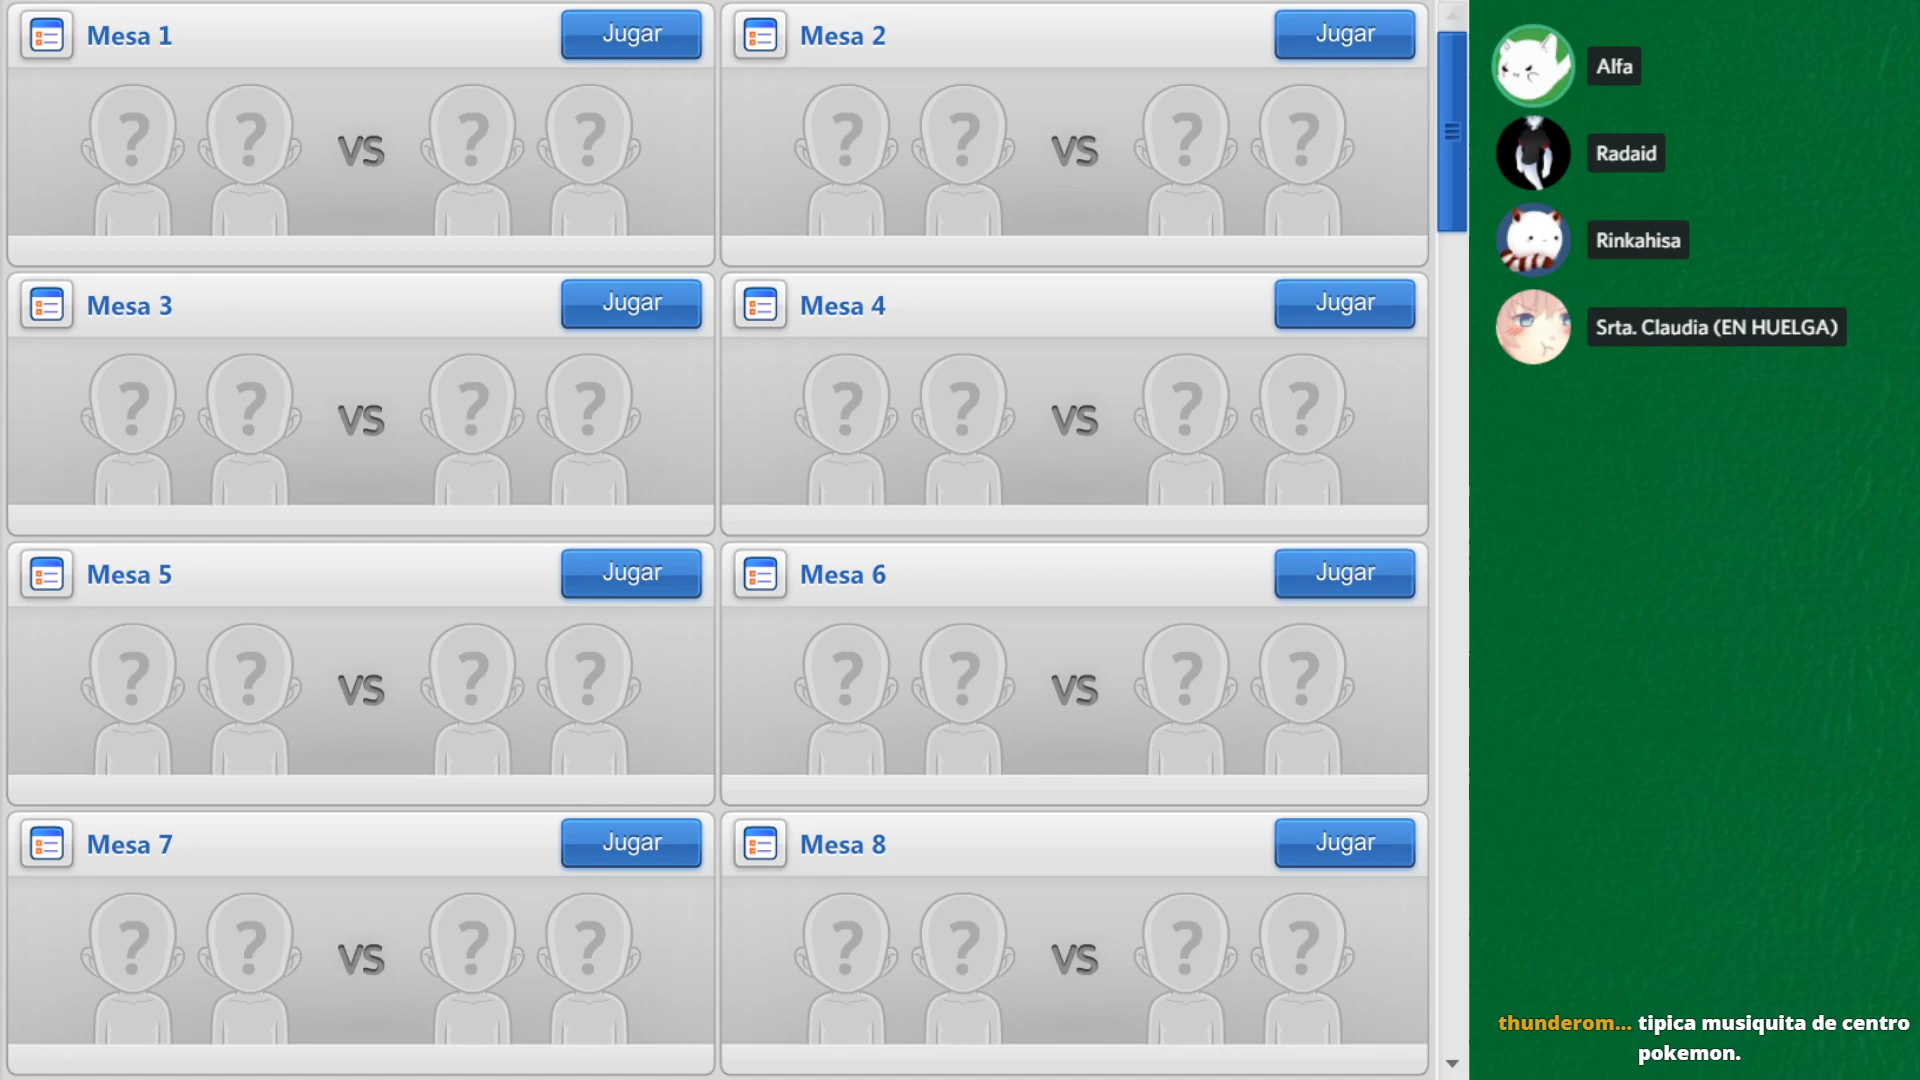 Mesa 1
Jugar
Mesa 2
Jugar
? ? VS ? ?
? ? VS ? ?
Mesa 3
Jugar
Mesa 4
Jugar
? ? VS ? ?
? ? VS ? ?
Mesa 5
Jugar
Mesa 6
Jugar
? ? VS ? ?
? ? VS ? ?
Mesa 7
Jugar
Mesa 8
Jugar
? ? VS ? ?
? ? VS ? ?
Alfa
Radaid
Rinkahisa
Srta. Claudia (EN HUELGA)
thunderom... tipica musiquita de centro
pokemon.